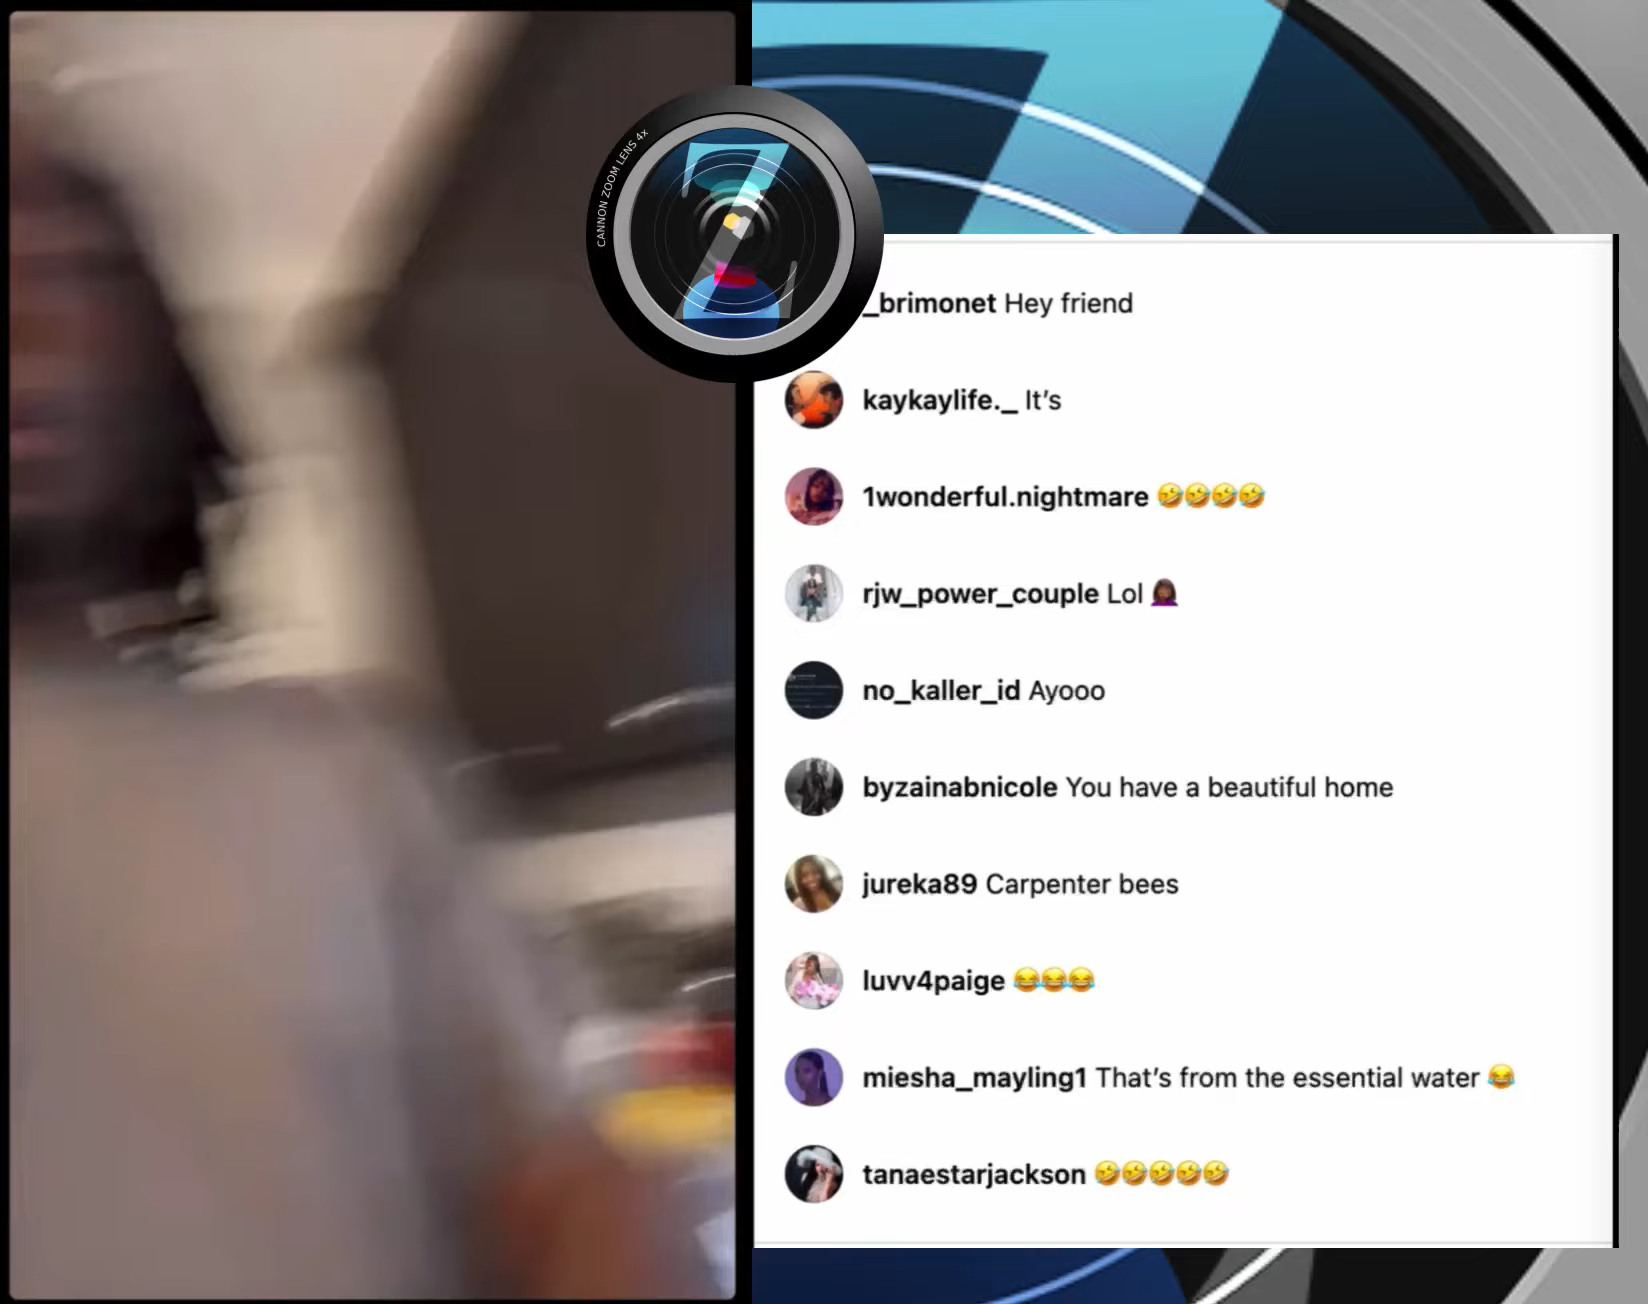 CANNON ZOOM LENS 4x
_brimonet Hey friend
kaykaylife._ It's
1wonderful.nightmare 🤣🤣🤣🤣
rjw_power_couple Lol 🤦🏾‍♀️
no_kaller_id Ayooo
byzainabnicole You have a beautiful home
jureka89 Carpenter bees
luvv4paige 😂😂😂
miesha_mayling1 That's from the essential water 😂
tanaestarjackson 🤣🤣🤣🤣🤣